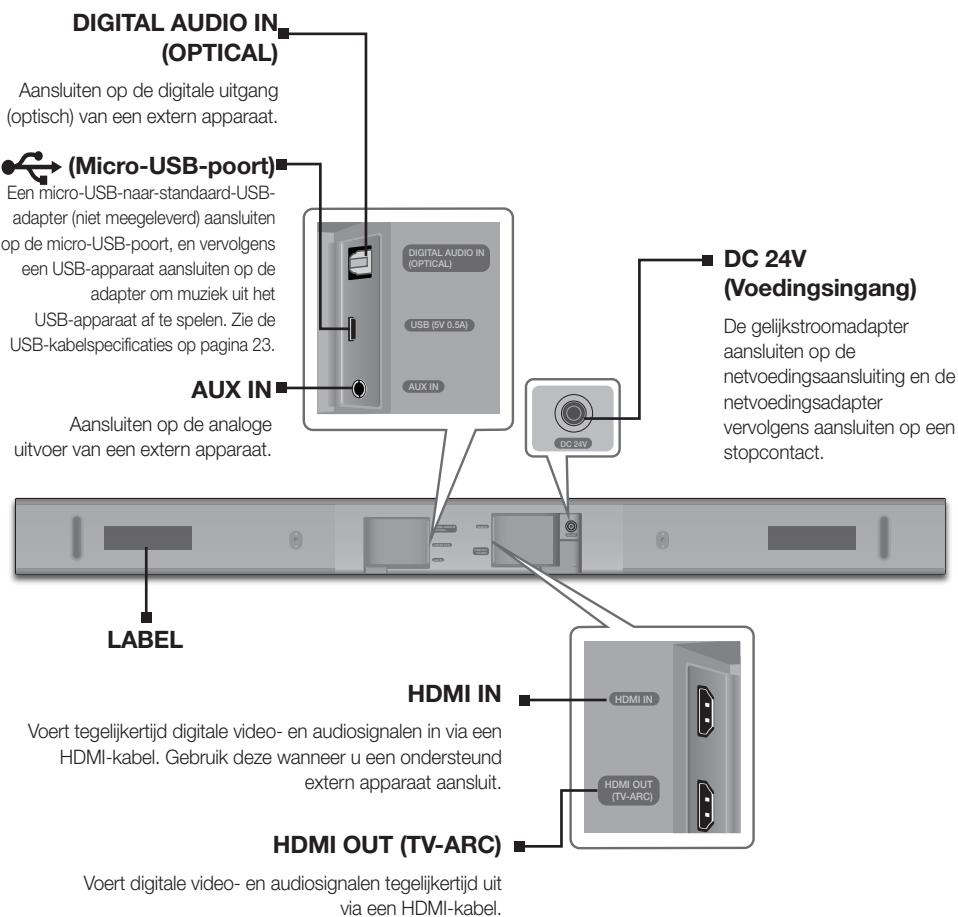 DIGITAL AUDIO IN
(OPTICAL)
Aansluiten op de digitale uitgang
(optisch) van een extern apparaat.
(Micro-USB-poort)
Een micro-USB-naar-standaard-USB-
adapter (niet meegeleverd) aansluiten
op de micro-USB-poort, en vervolgens
een USB-apparaat aansluiten op de
adapter om muziek uit het
USB-apparaat af te spelen. Zie de
USB-kabelspecificaties op pagina 23.
AUX IN
Aansluiten op de analoge
uitvoer van een extern apparaat.
DIGITAL AUDIO IN
(OPTICAL)
USB (5V 0.5A)
AUX IN
DC 24V
DC 24V
(Voedingsingang)
De gelijkstroomadapter
aansluiten op de
netvoedingsaansluiting en de
netvoedingsadapter
vervolgens aansluiten op een
stopcontact.
LABEL
HDMI IN
Voert tegelijkertijd digitale video- en audiosignalen in via een
HDMI-kabel. Gebruik deze wanneer u een ondersteund
extern apparaat aansluit.
HDMI OUT (TV-ARC)
Voert digitale video- en audiosignalen tegelijkertijd uit
via een HDMI-kabel.
HDMI IN
HDMI OUT
(TV-ARC)